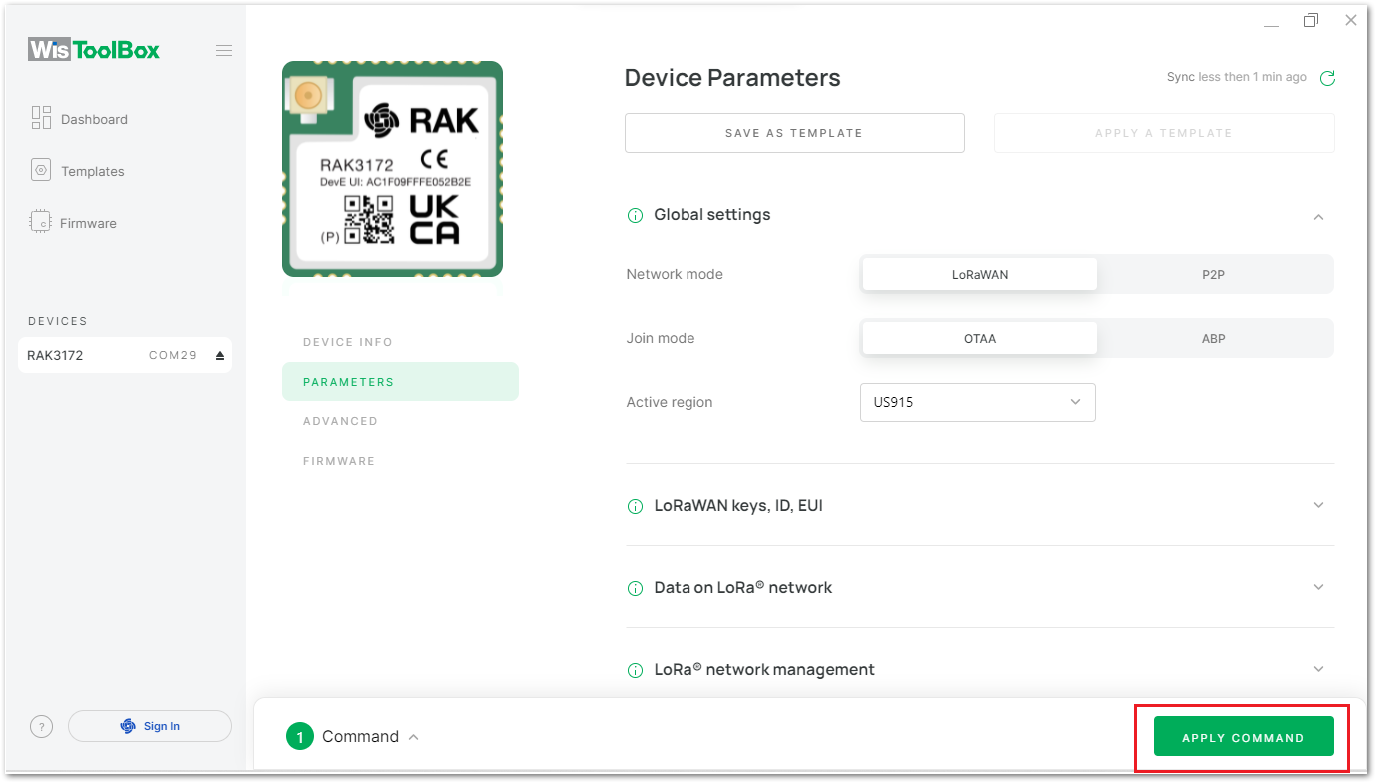 WisToolBox
Dashboard
Templates
Firmware
DEVICES
RAK3172 COM29
?
Sign In
RAK
RAK3172
DevE UI: AC1F09FFFE052B2E
(P)
UK
CA
DEVICE INFO
PARAMETERS
ADVANCED
FIRMWARE
Device Parameters
Sync less then 1 min ago
SAVE AS TEMPLATE
APPLY A TEMPLATE
Global settings
Network mode LoRaWAN P2P
Join mode OTAA ABP
Active region US915
LoRaWAN keys, ID, EUI
Data on LoRa® network
LoRa® network management
1 Command
APPLY COMMAND